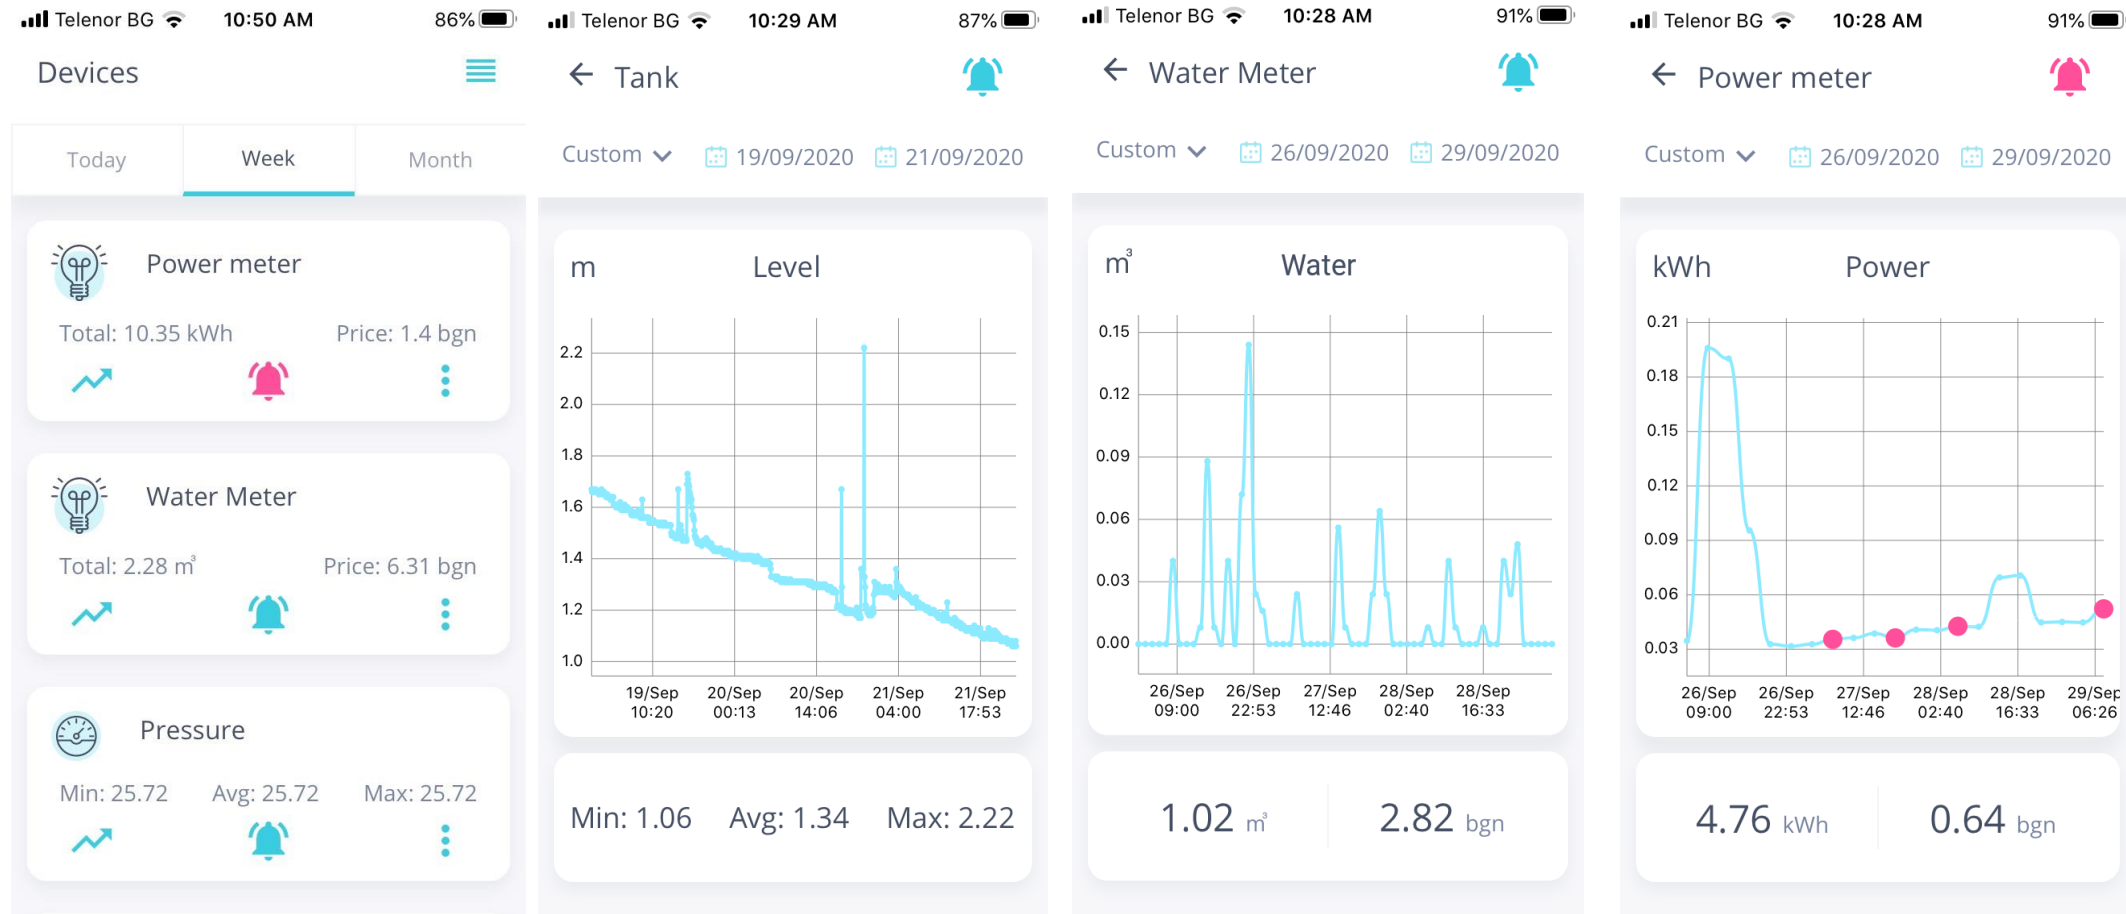 Telenor BG 10:50 AM 86%
Devices
Today Week Month
Power meter
Total: 10.35 kWh Price: 1.4 bgn
Water Meter
Total: 2.28 m³ Price: 6.31 bgn
Pressure
Min: 25.72 Avg: 25.72 Max: 25.72
Telenor BG 10:29 AM 87%
Tank
Custom 19/09/2020 21/09/2020
m Level
2.2
2.0
1.8
1.6
1.4
1.2
1.0
19/Sep 20/Sep 20/Sep 21/Sep 21/Sep
10:20 00:13 14:06 04:00 17:53
Min: 1.06 Avg: 1.34 Max: 2.22
Telenor BG 10:28 AM 91%
Water Meter
Custom 26/09/2020 29/09/2020
m³ Water
0.15
0.12
0.09
0.06
0.03
0.00
26/Sep 26/Sep 27/Sep 28/Sep 28/Sep
09:00 22:53 12:46 02:40 16:33
1.02 m³ 2.82 bgn
Telenor BG 10:28 AM 91%
Power meter
Custom 26/09/2020 29/09/2020
kWh Power
0.21
0.18
0.15
0.12
0.09
0.06
0.03
26/Sep 26/Sep 27/Sep 28/Sep 28/Sep 29/Sep
09:00 22:53 12:46 02:40 16:33 06:26
4.76 kWh 0.64 bgn